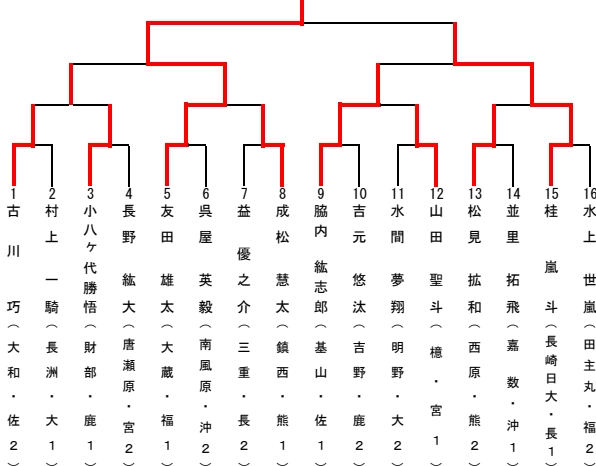 1 古川 巧(大和・佐2)
2 村上 一騎(長洲・大1)
3 小八ヶ代勝悟(財部・鹿1)
4 長野 紘大(唐瀬原・宮2)
5 友田 雄太(大蔵・福1)
6 呉屋 英毅(南風原・沖2)
7 益 優之介(三重・長2)
8 成松 慧太(鎮西・熊1)
9 脇内 紘志郎(基山・佐1)
10 吉元 悠汰(吉野・鹿2)
11 水間 夢翔(明野・大2)
12 山田 聖斗(檍・宮1)
13 松見 拡和(西原・熊2)
14 並里 拓飛(嘉数・沖1)
15 桂 嵐斗(長崎日大・長1)
16 水上 世嵐(田主丸・福2)